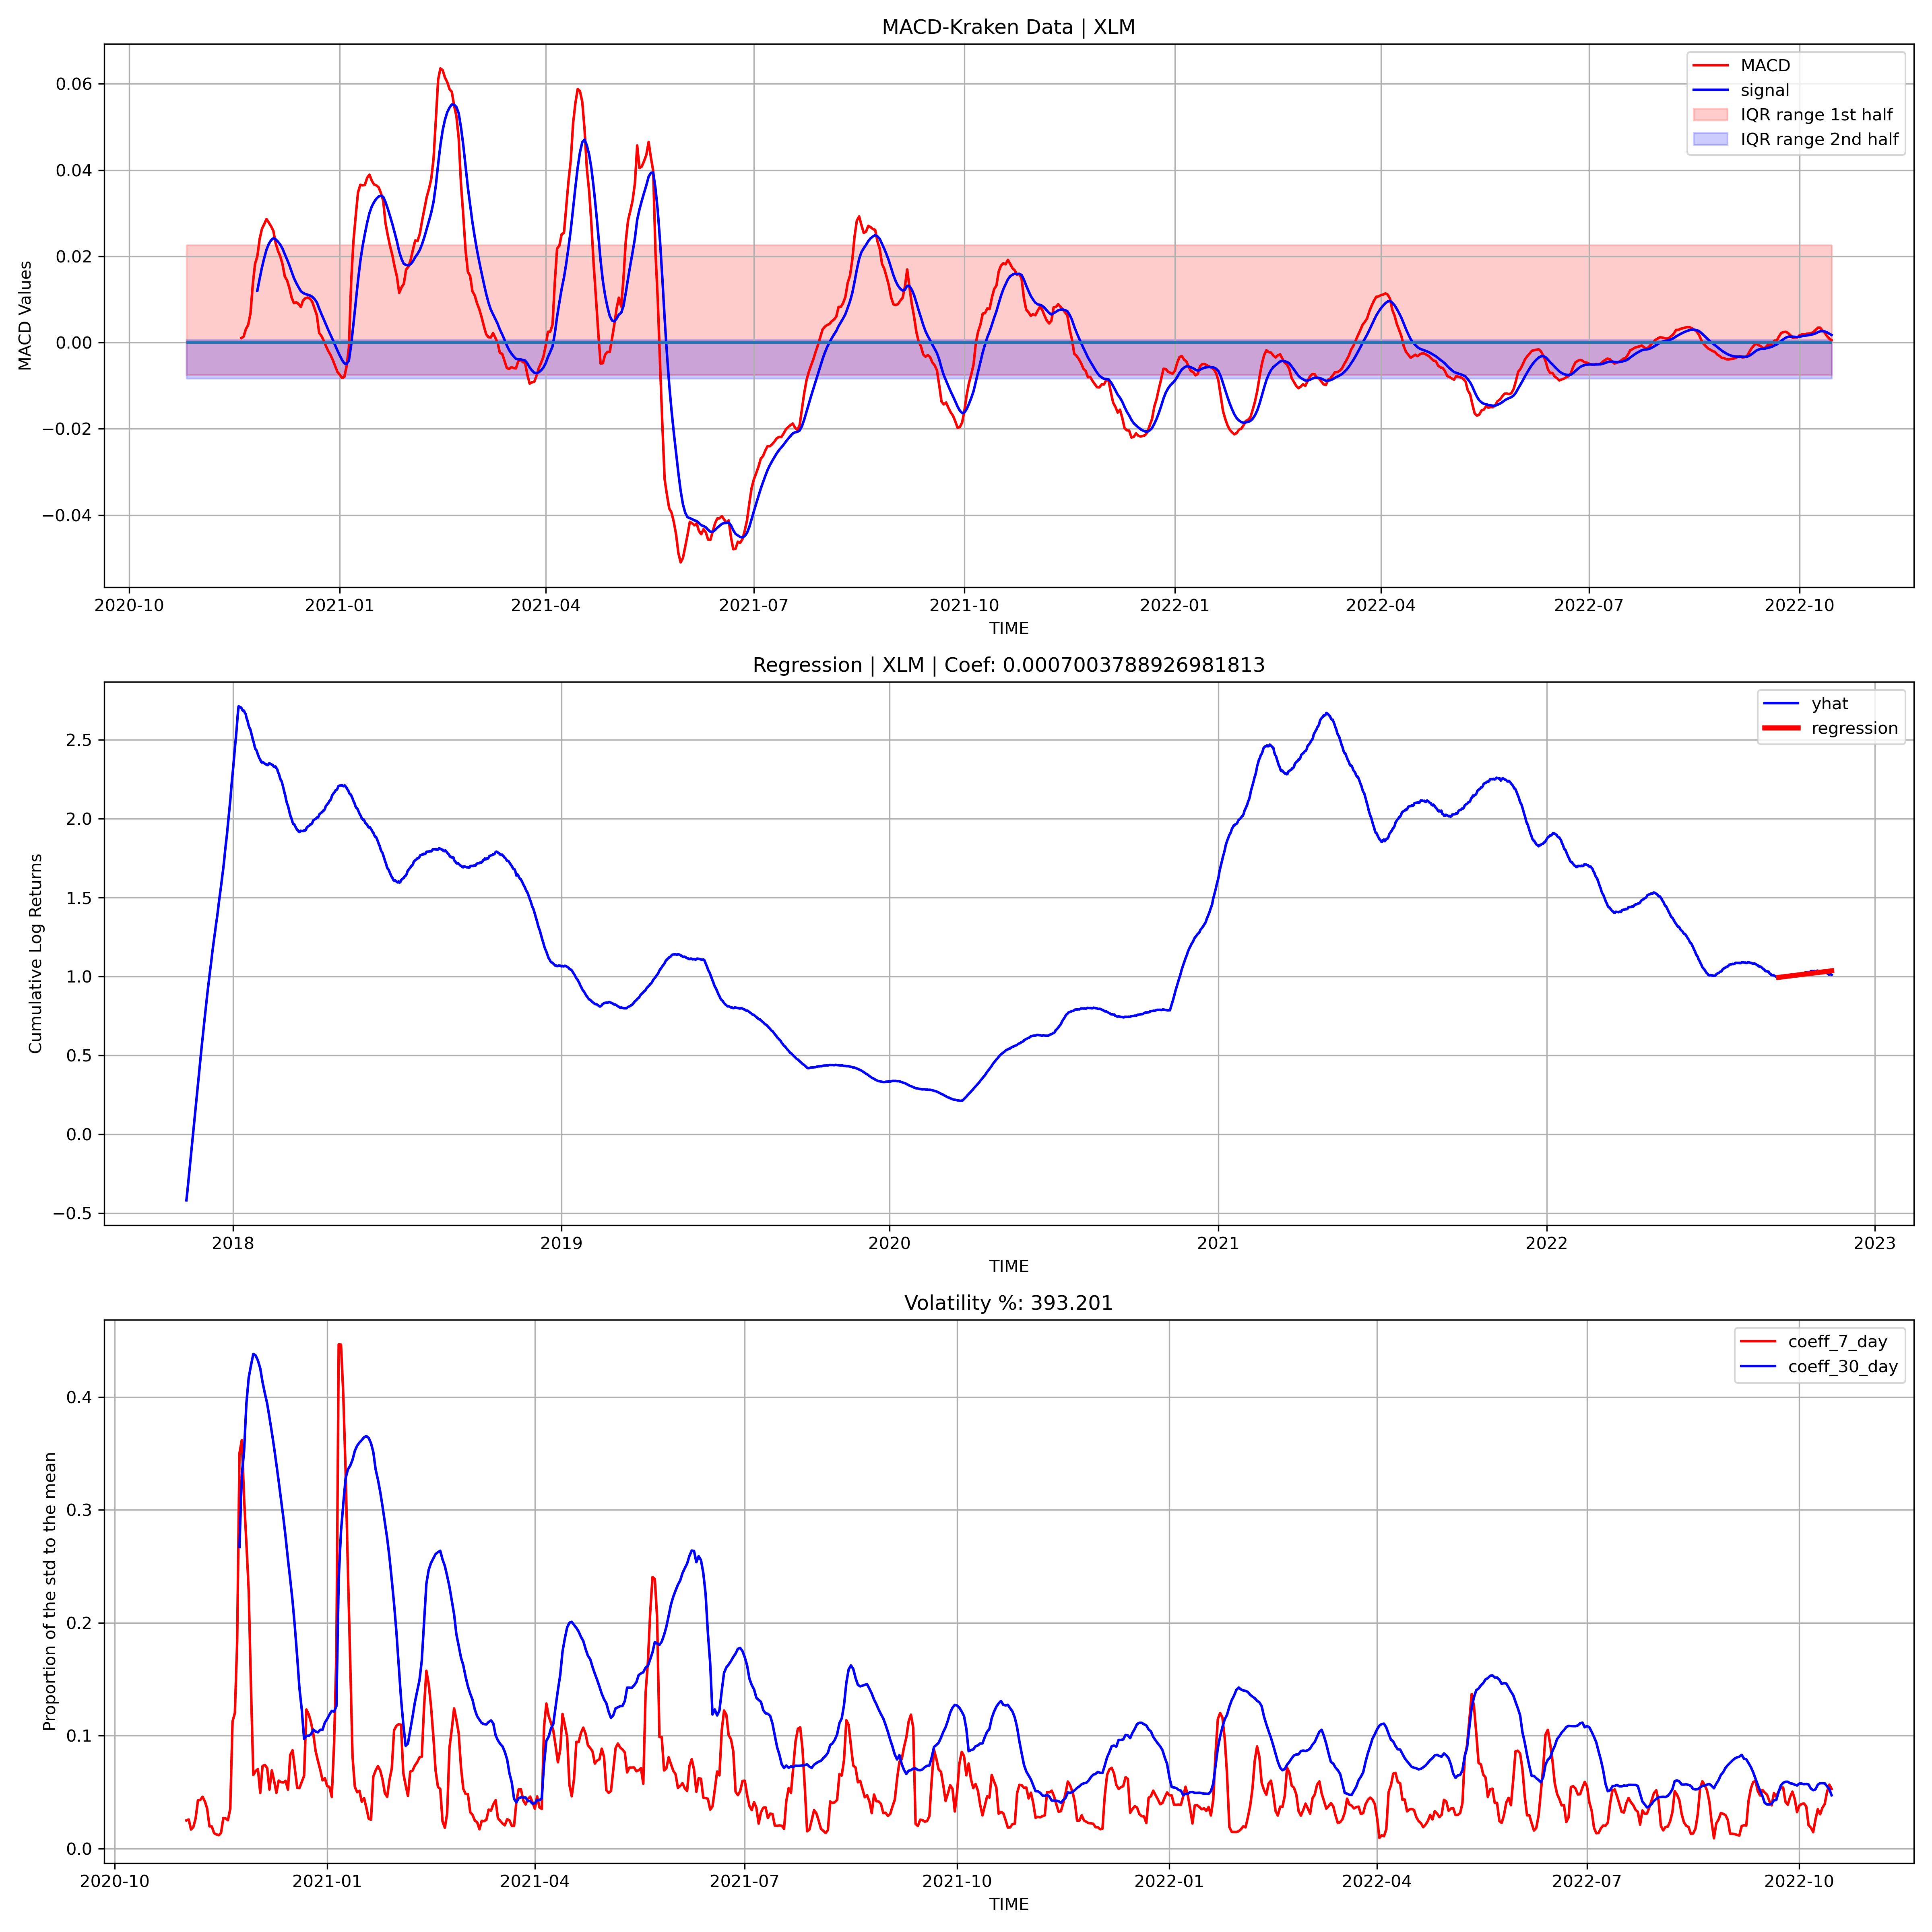 MACD-Kraken Data | XLM
MACD Values
0.06
0.04
0.02
0.00
−0.02
−0.04
MACD
signal
IQR range 1st half
IQR range 2nd half
2020-10 2021-01 2021-04 2021-07 2021-10 2022-01 2022-04 2022-07 2022-10
TIME
Regression | XLM | Coef: 0.0007003788926981813
Cumulative Log Returns
2.5
2.0
1.5
1.0
0.5
0.0
−0.5
yhat
regression
2018 2019 2020 2021 2022 2023
TIME
Volatility %: 393.201
Proportion of the std to the mean
0.4
0.3
0.2
0.1
0.0
coeff_7_day
coeff_30_day
2020-10 2021-01 2021-04 2021-07 2021-10 2022-01 2022-04 2022-07 2022-10
TIME